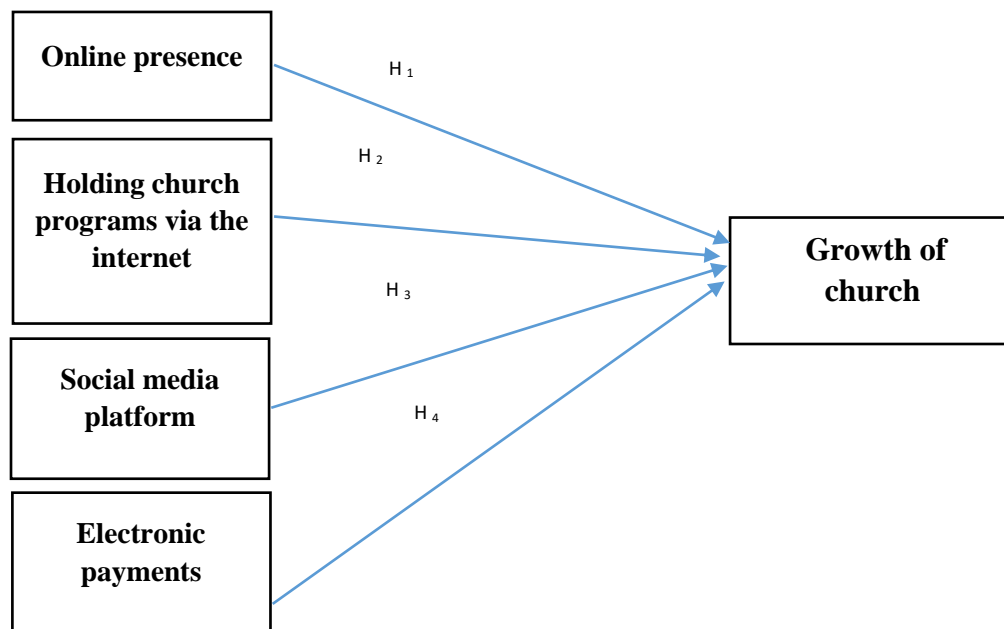 Online presence
H 1
H 2
Holding church
programs via the
internet
Growth of
church
H 3
Social media
platform
H 4
Electronic
payments